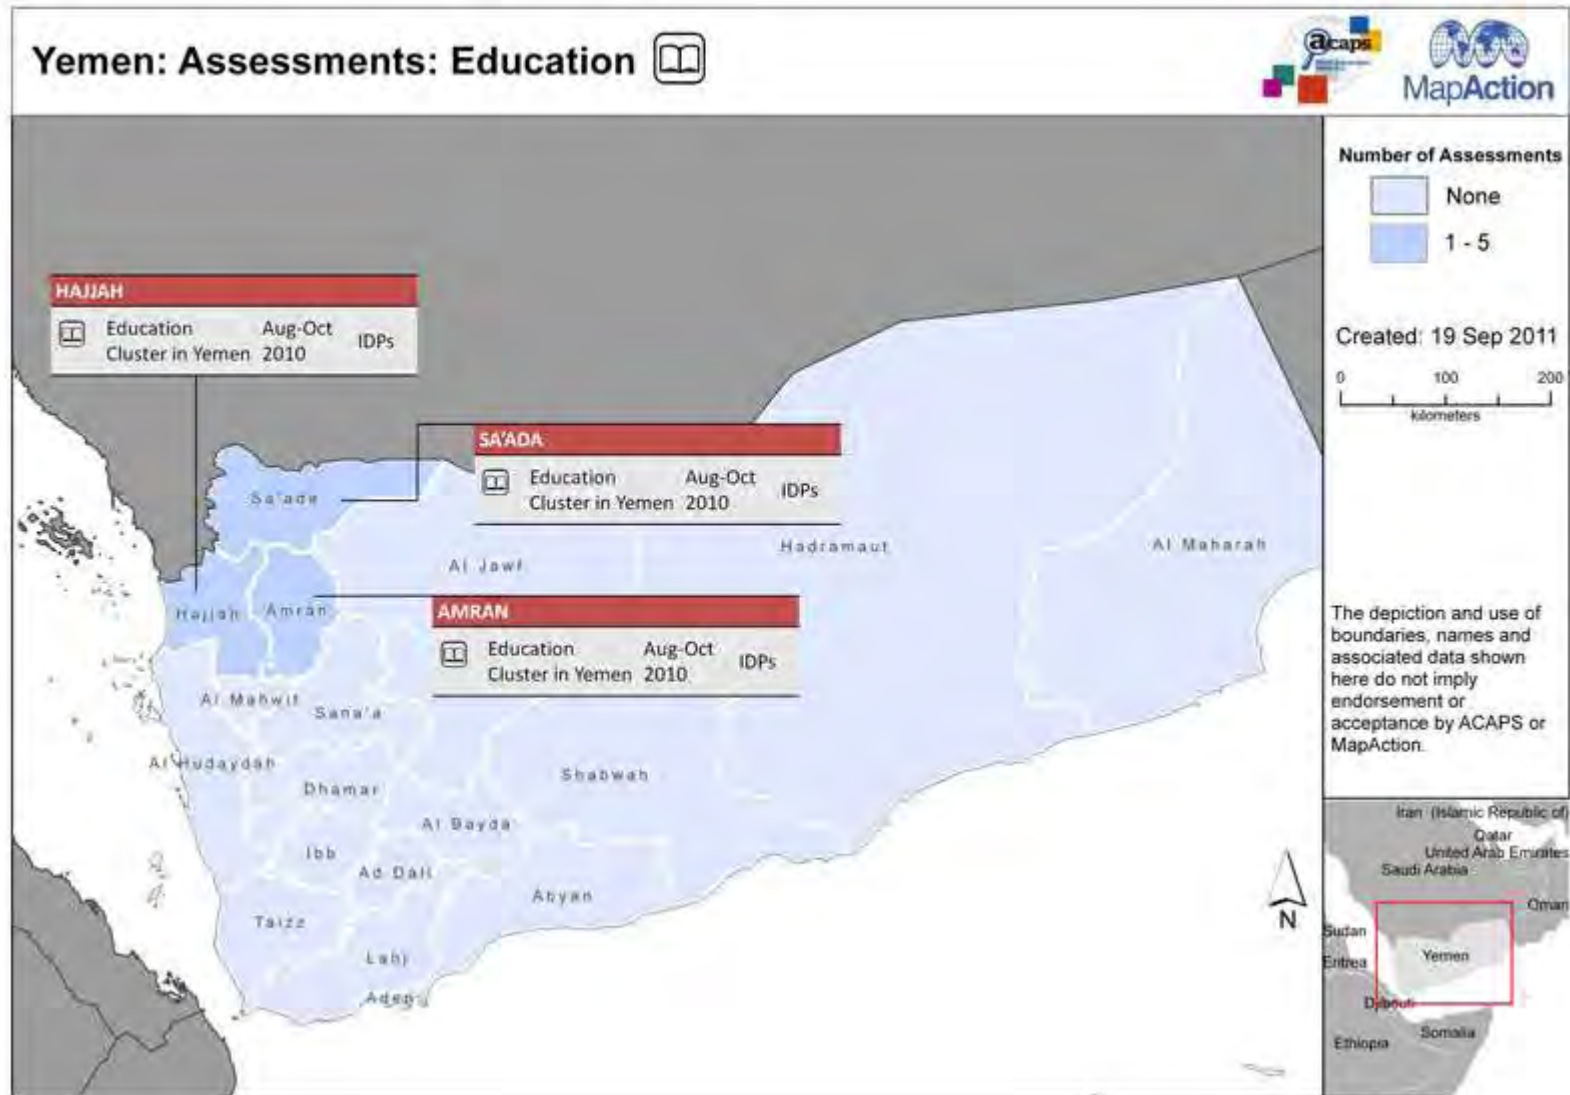 Yemen: Assessments: Education
acaps
MapAction
Number of Assessments
None
1 - 5
Created: 19 Sep 2011
0 100 200
kilometers
The depiction and use of
boundaries, names and
associated data shown
here do not imply
endorsement or
acceptance by ACAPS or
MapAction.
HAJJAH
Education Aug-Oct IDPs
Cluster in Yemen 2010
SA'ADA
Education Aug-Oct IDPs
Cluster in Yemen 2010
AMRAN
Education Aug-Oct IDPs
Cluster in Yemen 2010
Sa'ade
Hadramaut
Al Maharah
Al Jawf
Hajjah
Amran
Al Mahwit
Sana'a
Al Hudaydah
Shabwah
Dhamar
Al Bayda
Ibb
Ad Dali
Abyan
Taizz
Lahj
Aden
N
Iran (Islamic Republic of)
Qatar
United Arab Emirates
Saudi Arabia
Oman
Sudan
Eritrea
Yemen
Djibouti
Somalia
Ethiopia